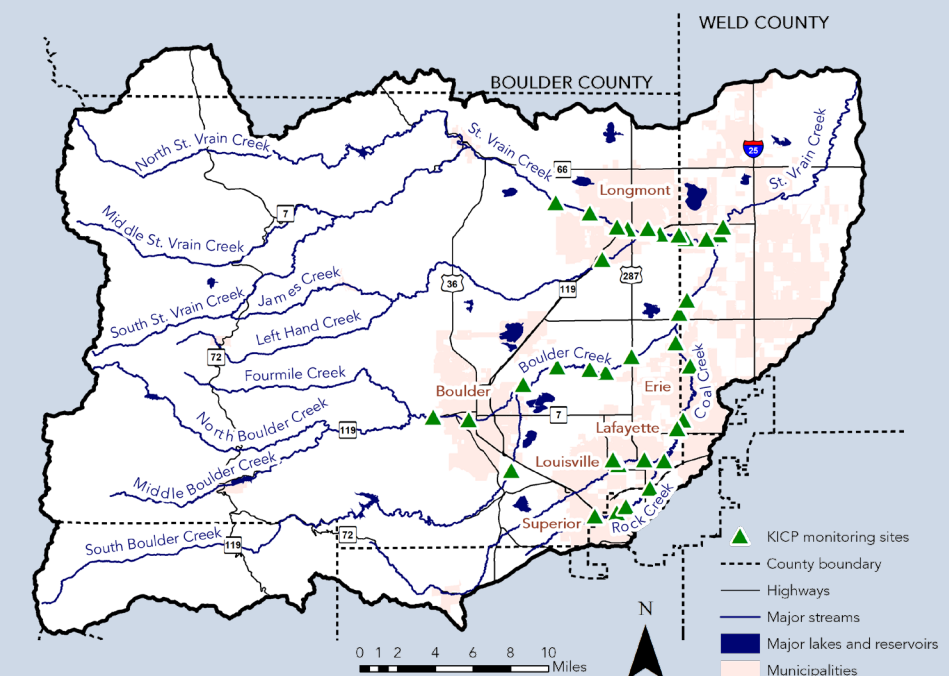 WELD COUNTY
BOULDER COUNTY
North St. Vrain Creek
St. Vrain Creek
66
25
St. Vrain Creek
Longmont
7
Middle St. Vrain Creek
36
119
287
South St. Vrain Creek
James Creek
Left Hand Creek
72
Boulder Creek
Coal Creek
Fourmile Creek
Boulder
Erie
7
North Boulder Creek
119
Lafayette
Middle Boulder Creek
Louisville
Superior
Rock Creek
South Boulder Creek
119
72
KICP monitoring sites
County boundary
Highways
Major streams
Major lakes and reservoirs
Municipalities
N
0 1 2 4 6 8 10
Miles